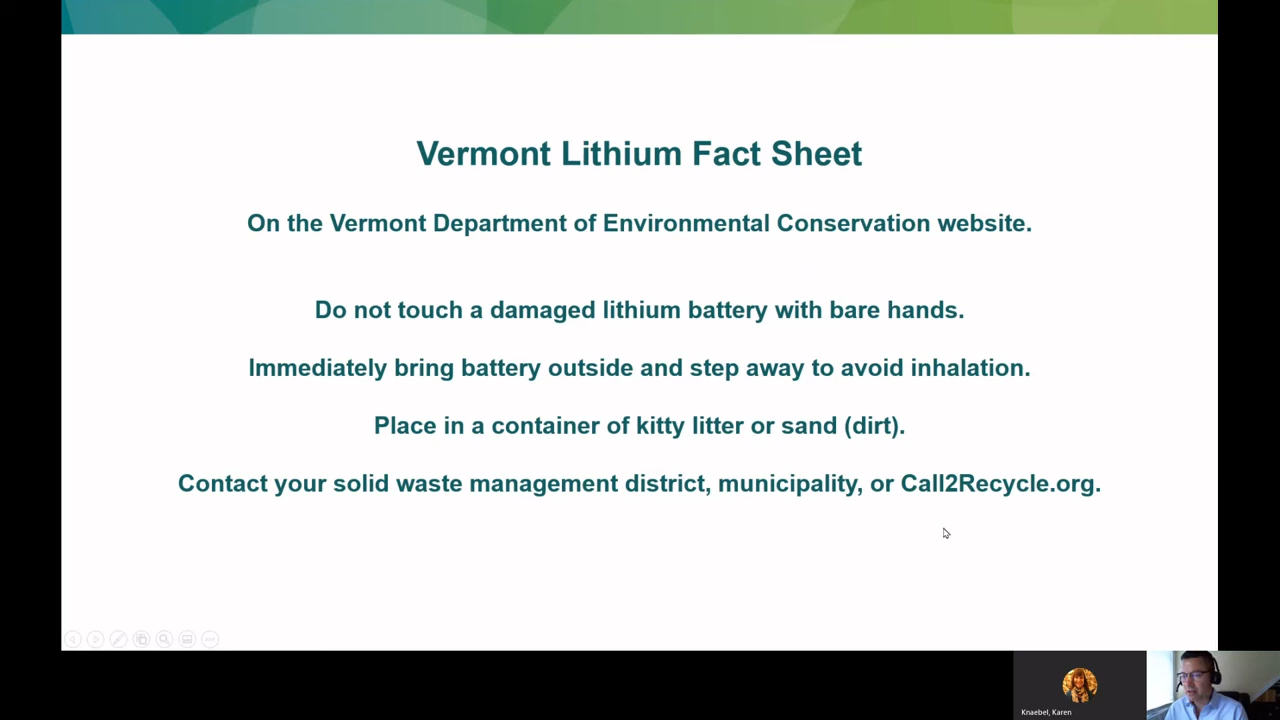 Vermont Lithium Fact Sheet
On the Vermont Department of Environmental Conservation website.
Do not touch a damaged lithium battery with bare hands.
Immediately bring battery outside and step away to avoid inhalation.
Place in a container of kitty litter or sand (dirt).
Contact your solid waste management district, municipality, or Call2Recycle.org.
Knaebel, Karen